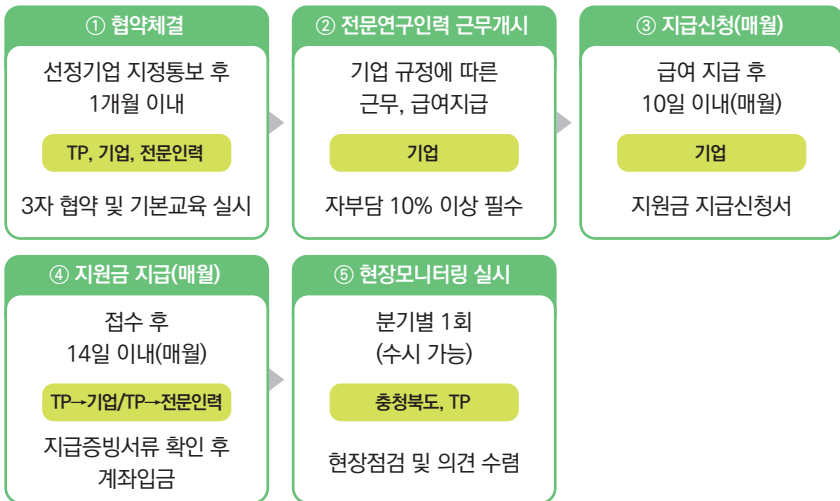 ① 협약체결
선정기업 지정통보 후
1개월 이내
TP, 기업, 전문인력
3자 협약 및 기본교육 실시
② 전문연구인력 근무개시
기업 규정에 따른
근무, 급여지급
기업
자부담 10% 이상 필수
③ 지급신청(매월)
급여 지급 후
10일 이내(매월)
기업
지원금 지급신청서
④ 지원금 지급(매월)
접수 후
14일 이내(매월)
TP→기업/TP→전문인력
지급증빙서류 확인 후
계좌입금
⑤ 현장모니터링 실시
분기별 1회
(수시 가능)
충청북도, TP
현장점검 및 의견 수렴